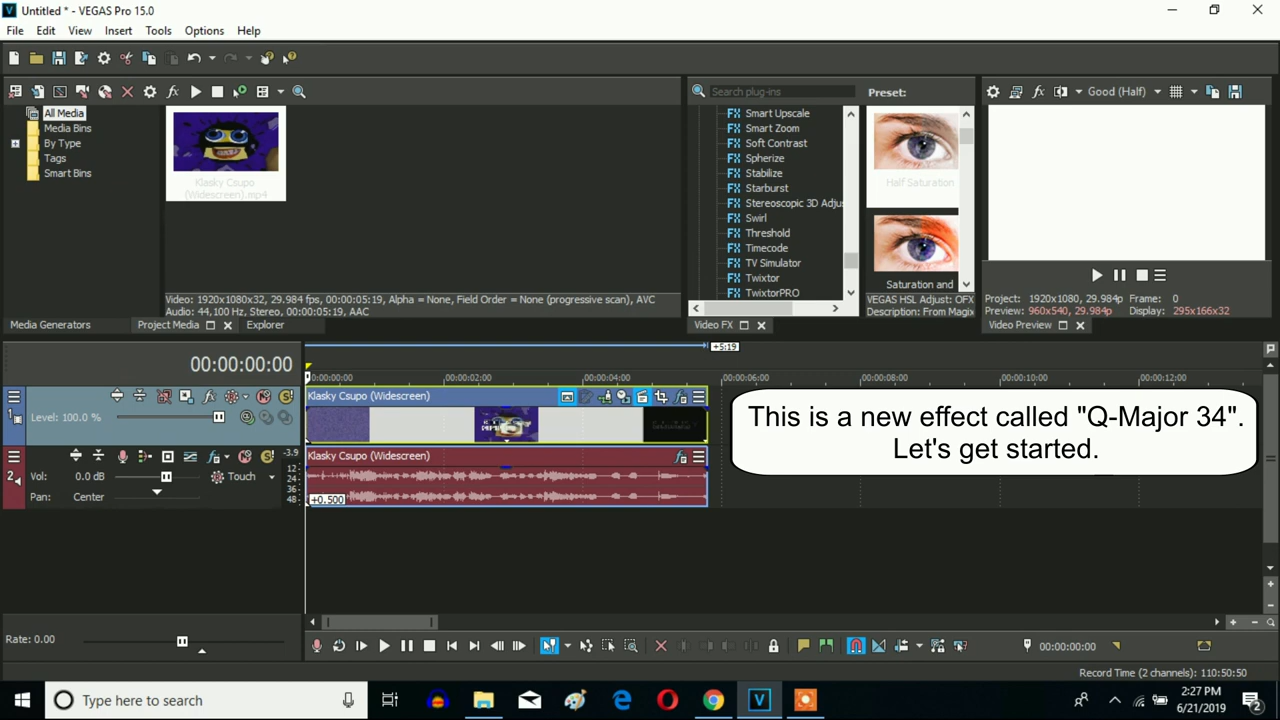 Untitled * - VEGAS Pro 15.0
File Edit View Insert Tools Options Help
Search plug-ins
Preset:
Good (Half)
All Media
Media Bins
By Type
Tags
Smart Bins
Klasky Csupo
(Widescreen).mp4
Smart Upscale
Smart Zoom
Soft Contrast
Spherize
Stabilize
Starburst
Stereoscopic 3D Adju
Swirl
Threshold
Timecode
TV Simulator
Twixtor
TwixtorPRO
Half Saturation
Saturation and
Video: 1920x1080x32, 29.984 fps, 00:00:05:19, Alpha = None, Field Order = None (progressive scan), AVC
Audio: 44,100 Hz, Stereo, 00:00:05:19, AAC
VEGAS HSL Adjust: OFX
Description: From Magix
Project: 1920x1080, 29.984p Frame: 0
Preview: 960x540, 29.984p Display: 295x166x32
Media Generators Project Media Explorer
Video FX
Video Preview
+5:19
00:00:00:00
00:00:00:00 00:00:02:00 00:00:04:00 00:00:06:00 00:00:08:00 00:00:10:00 00:00:12:00
1
Level: 100.0 %
Klasky Csupo (Widescreen)
This is a new effect called "Q-Major 34".
Let's get started.
2
Vol: 0.0 dB Touch
Pan: Center
-3.9
12
24
36
48
Klasky Csupo (Widescreen)
+0.500
Rate: 0.00
00:00:00:00
Record Time (2 channels): 110:50:50
Type here to search
2:27 PM
6/21/2019
2